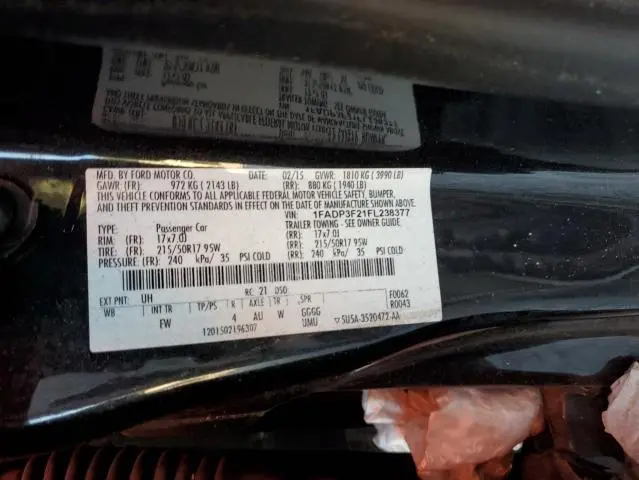 MFD. BY FORD MOTOR CO.
DATE: 02/15 GVWR: 1810 KG (3990 LB)
GAWR: (FR): 972 KG (2143 LB) (RR): 880 KG (1940 LB)
THIS VEHICLE CONFORMS TO ALL APPLICABLE FEDERAL MOTOR VEHICLE SAFETY, BUMPER,
AND THEFT PREVENTION STANDARDS IN EFFECT ON THE DATE OF MANUFACTURE SHOWN ABOVE.
VIN: 1FADP3F21FL238377
TYPE: Passenger Car TRAILER TOWING - SEE OWNER GUIDE.
RIM: (FR) 17x7.0J (RR): 17x7.0J
TIRE: (FR) 215/50R17 95W (RR): 215/50R17 95W
PRESSURE: (FR) 240 kPa/ 35 PSI COLD (RR): 240 kPa/ 35 PSI COLD
RC: 21 DSO:
EXT PNT: UH F0062
WB INT TR TP/PS R AXLE TR SPR R0043
FW 4 AU W GGGG
1201502196307 UMU ▽5U5A-3520472-AA